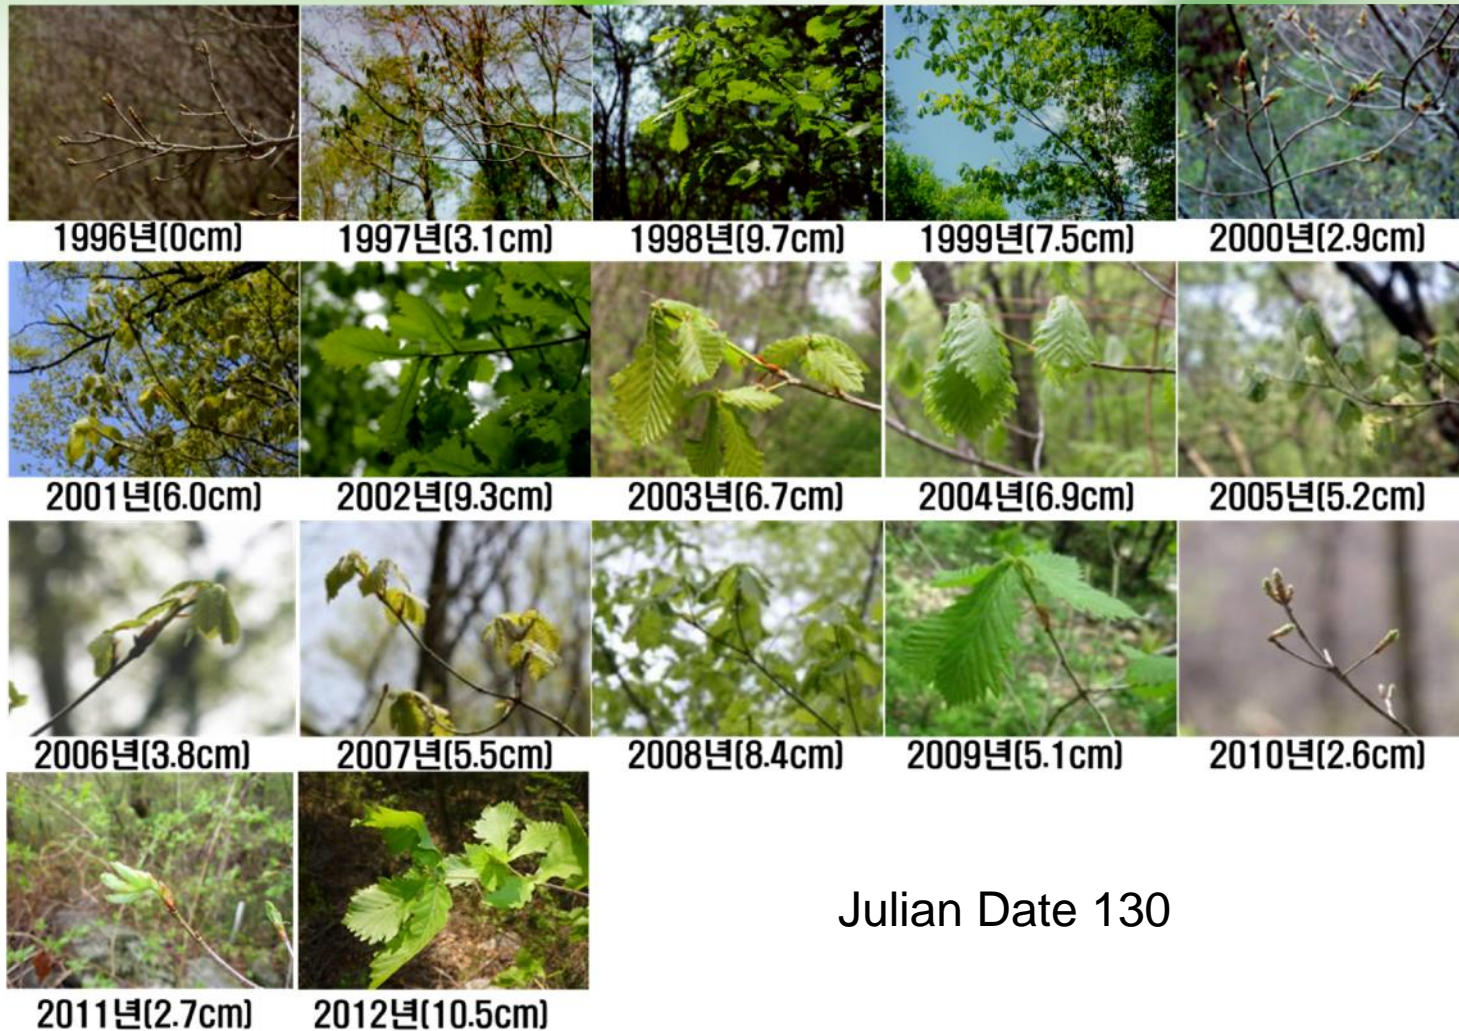 1996년(0cm) 1997년(3.1cm) 1998년(9.7cm) 1999년(7.5cm) 2000년(2.9cm)
2001년(6.0cm) 2002년(9.3cm) 2003년(6.7cm) 2004년(6.9cm) 2005년(5.2cm)
2006년(3.8cm) 2007년(5.5cm) 2008년(8.4cm) 2009년(5.1cm) 2010년(2.6cm)
Julian Date 130
2011년(2.7cm) 2012년(10.5cm)